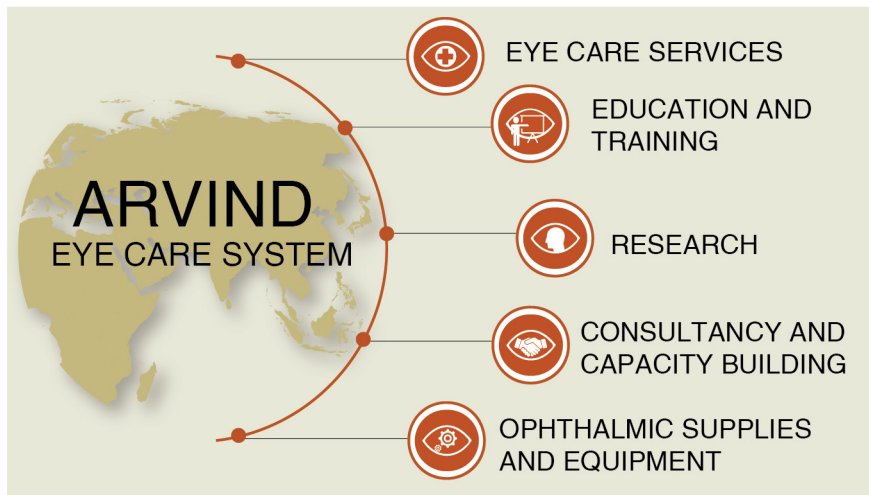 ARVIND
EYE CARE SYSTEM
EYE CARE SERVICES
EDUCATION AND
TRAINING
RESEARCH
CONSULTANCY AND
CAPACITY BUILDING
OPHTHALMIC SUPPLIES
AND EQUIPMENT